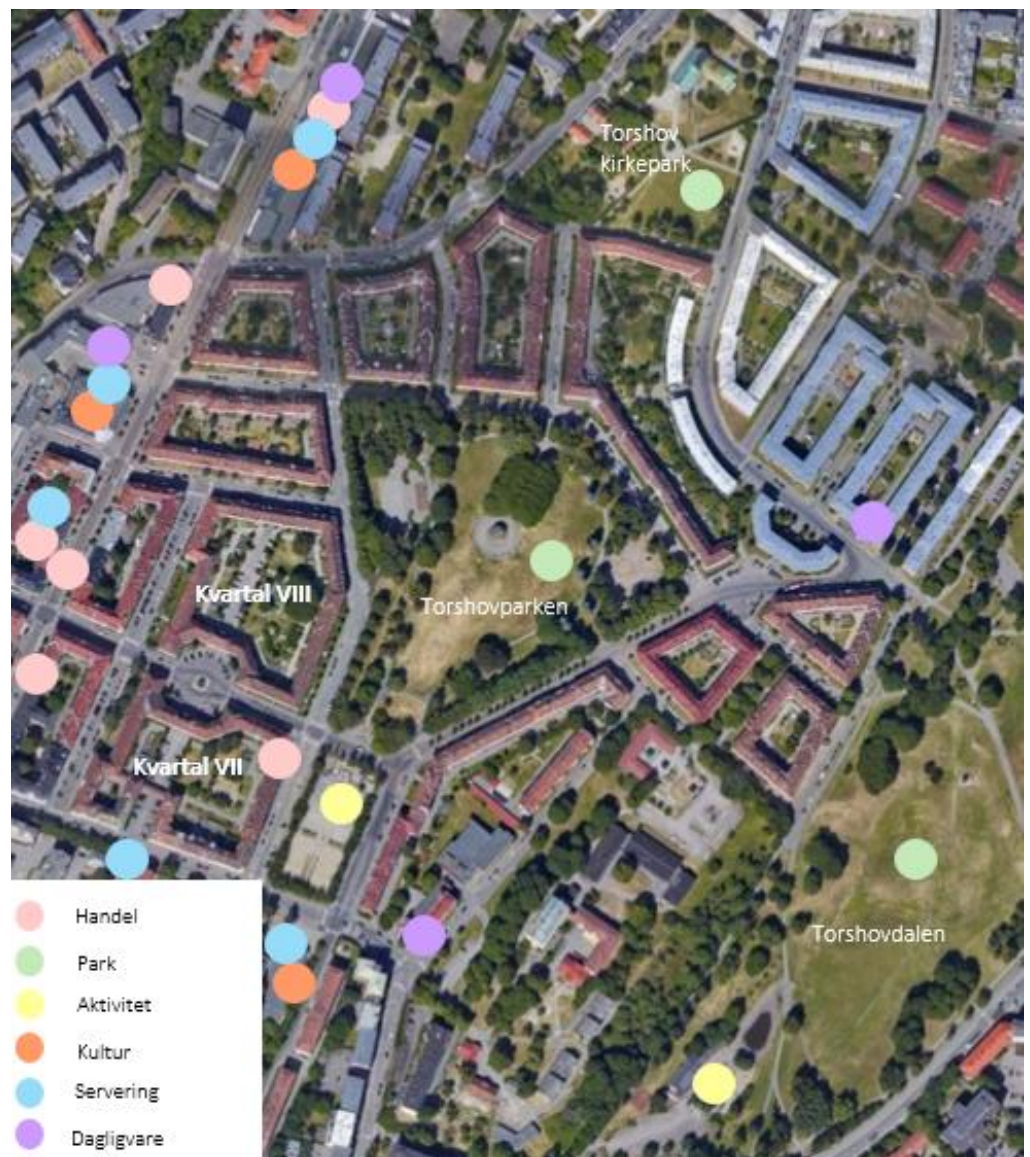 Torshov
kirkepark
Kvartal VIII
Torshovparken
Kvartal VII
Torshovdalen
Handel
Park
Aktivitet
Kultur
Servering
Dagligvare